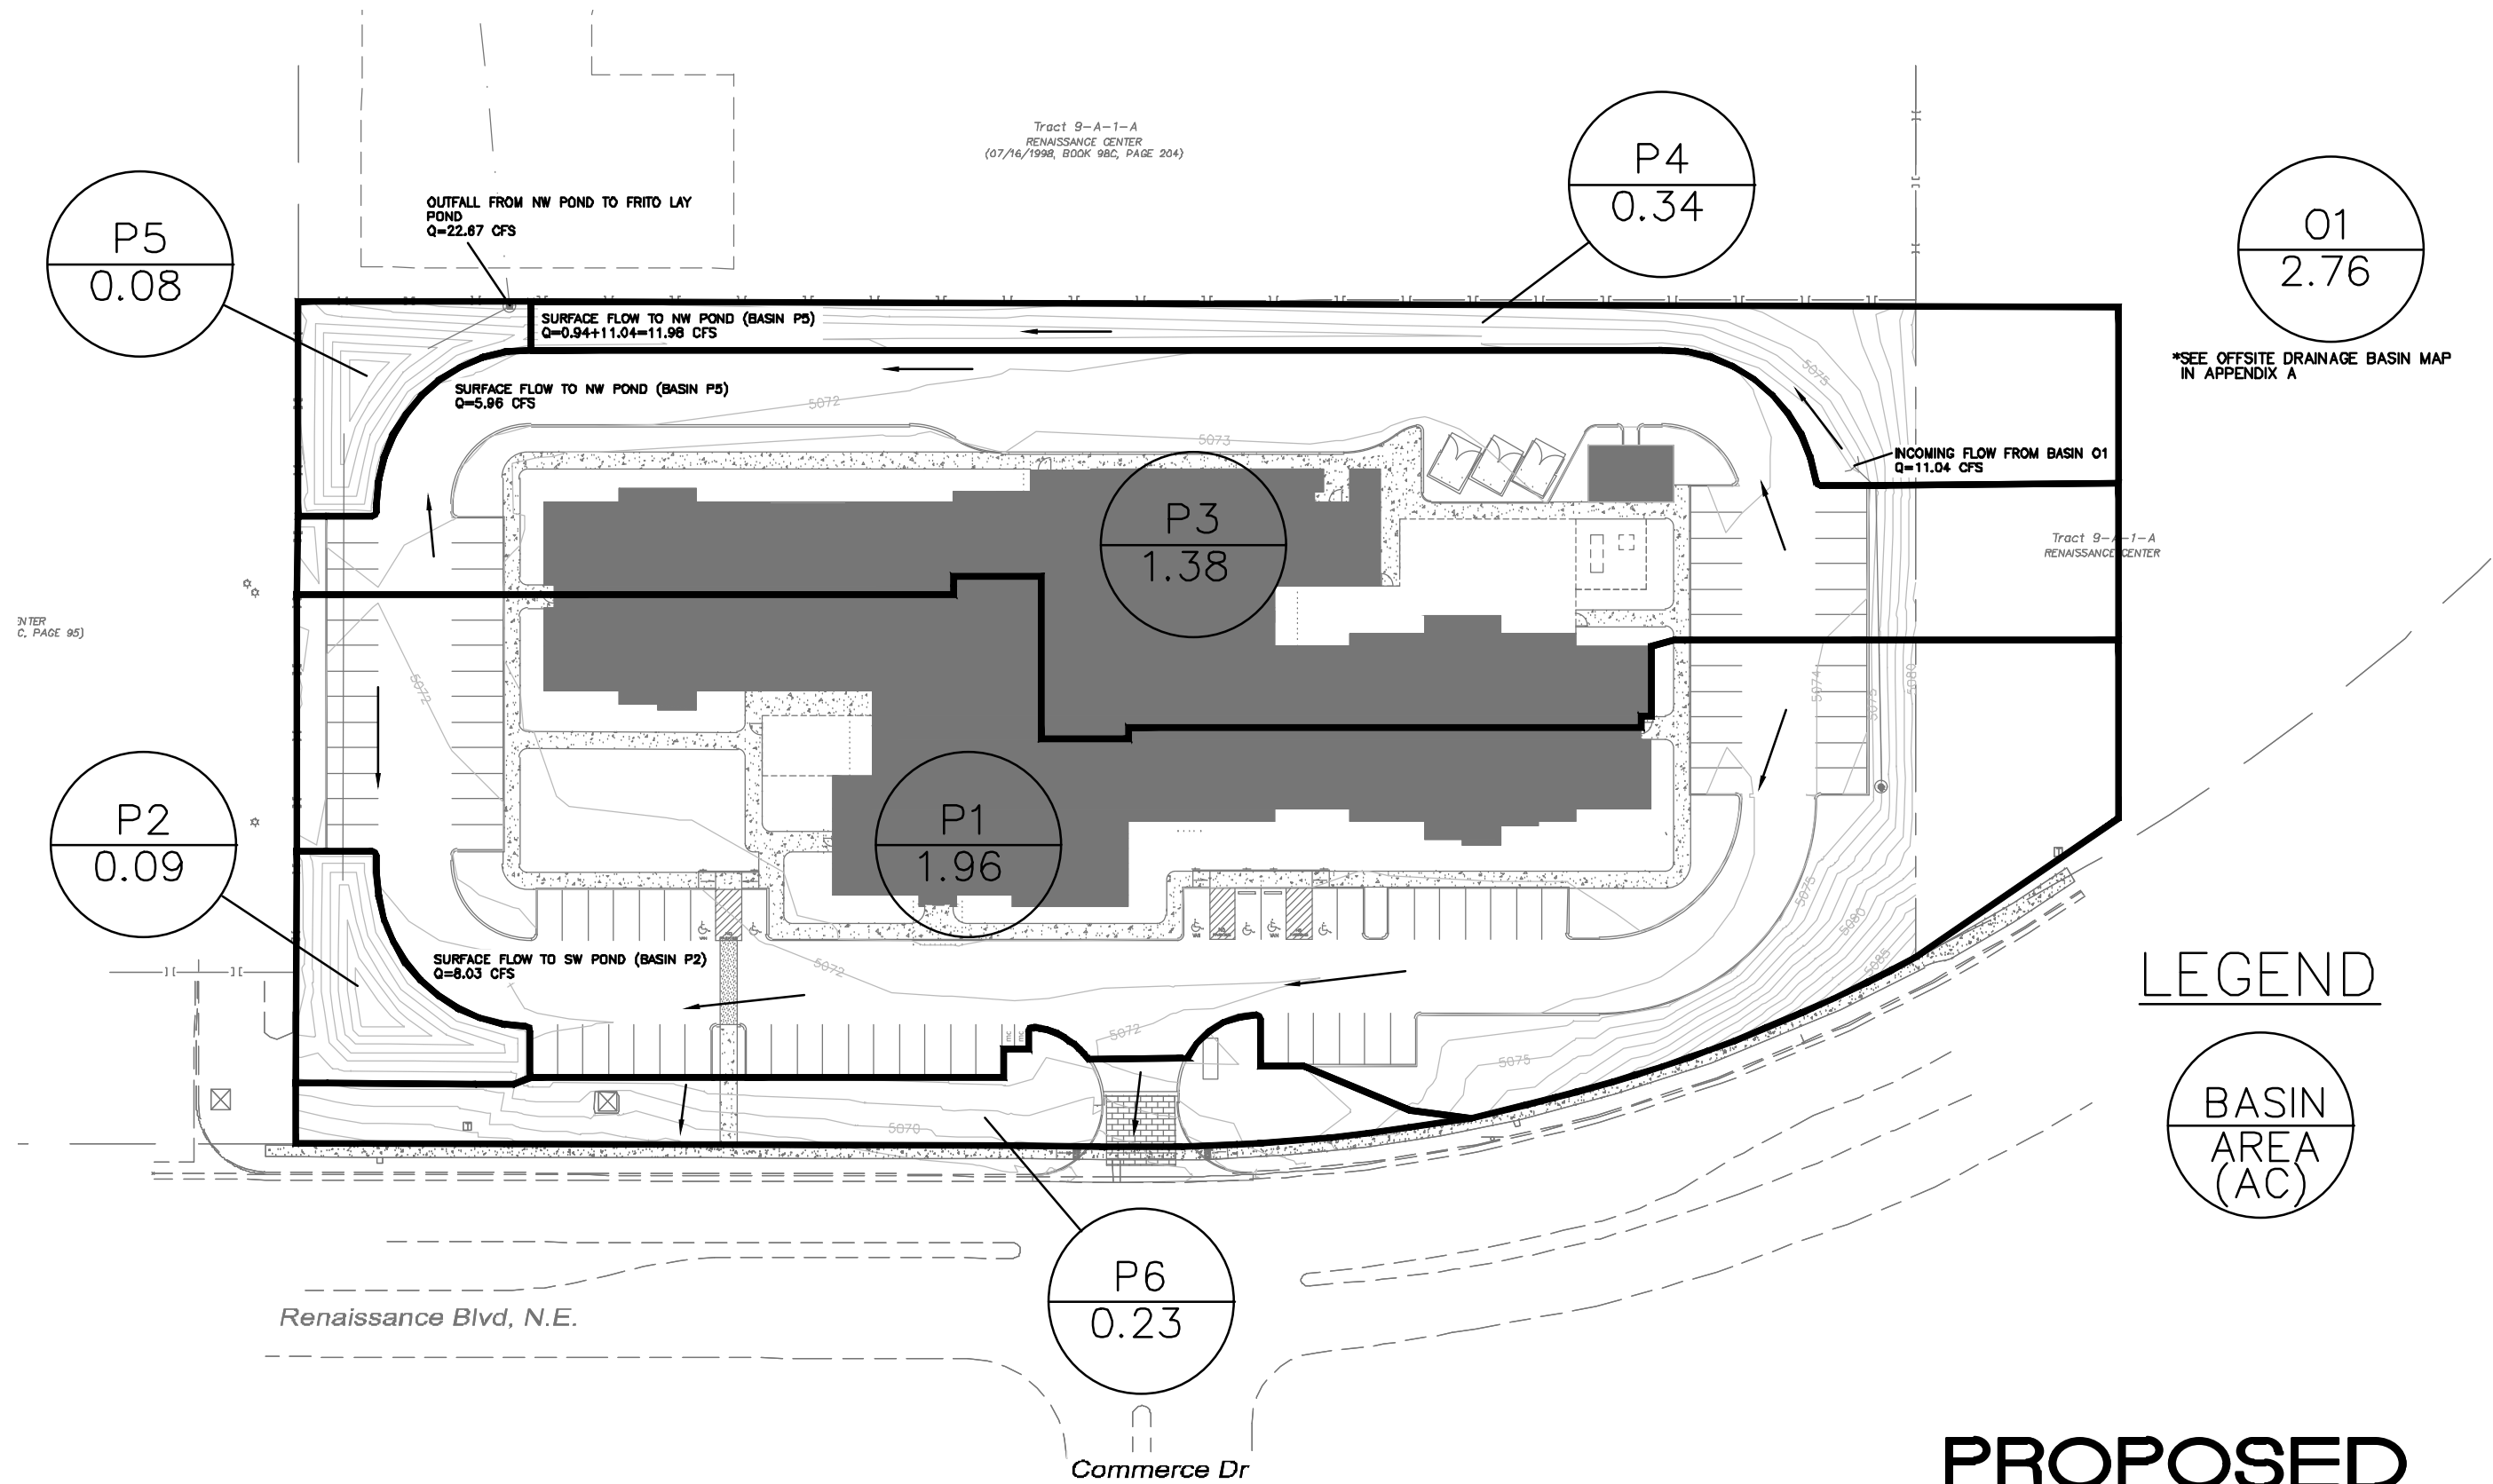 Tract 9-A-1-A
RENAISSANCE CENTER
(07/16/1998, BOOK 98C, PAGE 204)
P4
0.34
O1
2.76
*SEE OFFSITE DRAINAGE BASIN MAP
IN APPENDIX A
P5
0.08
OUTFALL FROM NW POND TO FRITO LAY
POND
Q=22.67 CFS
SURFACE FLOW TO NW POND (BASIN P5)
Q=0.94+11.04=11.98 CFS
SURFACE FLOW TO NW POND (BASIN P5)
Q=5.96 CFS
5072
5073
5075
INCOMING FLOW FROM BASIN O1
Q=11.04 CFS
P3
1.38
Tract 9-A-1-A
RENAISSANCE CENTER
NTER
C, PAGE 95)
5072
5074
5075
5080
P2
0.09
P1
1.96
VAN
VAN
VAN
5075
5080
5085
SURFACE FLOW TO SW POND (BASIN P2)
Q=8.03 CFS
5072
MC
MC
5072
5075
5070
LEGEND
BASIN
AREA
(AC)
P6
0.23
Renaissance Blvd, N.E.
Commerce Dr
PROPOSED